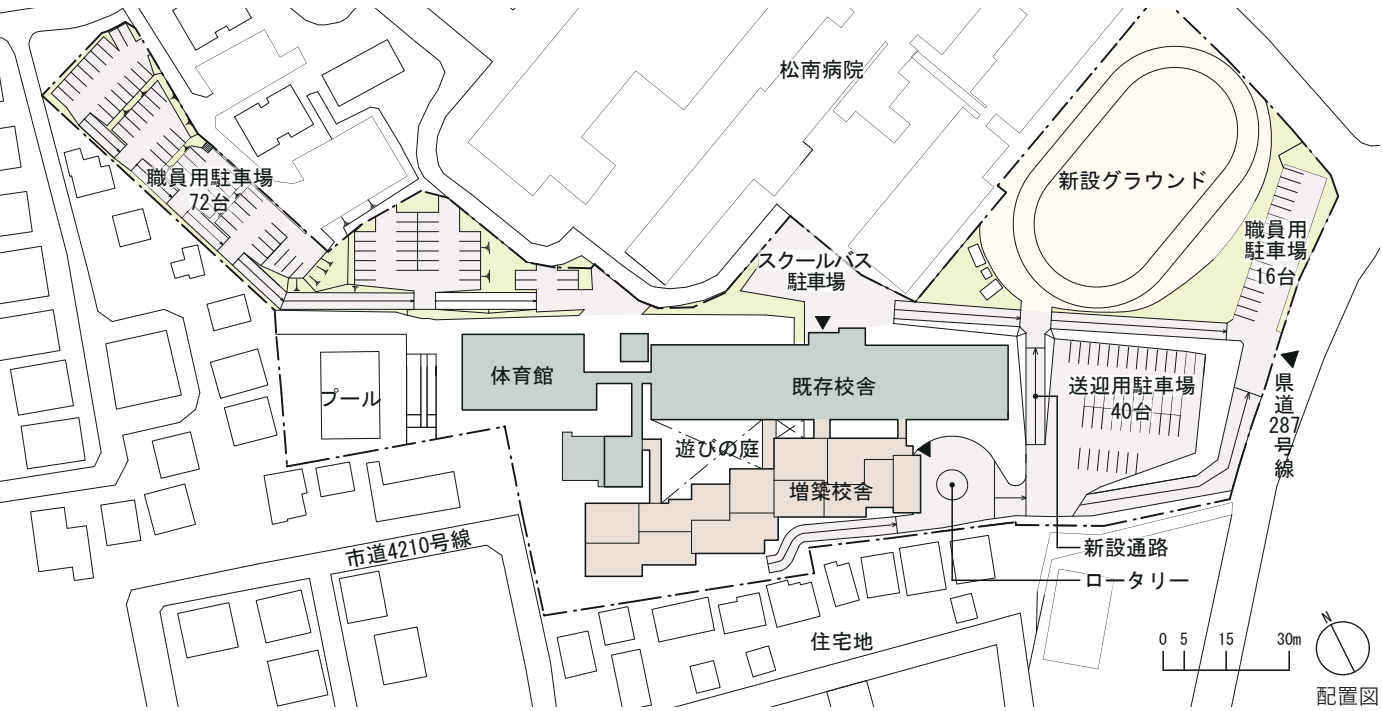 松南病院
新設グラウンド
職員用駐車場
72台
職員用
駐車場
16台
スクールバス
駐車場
体育館
既存校舎
送迎用駐車場
40台
プール
県道287号線
遊びの庭
増築校舎
市道4210号線
新設通路
ロータリー
住宅地
N
0 5 15 30m
配置図